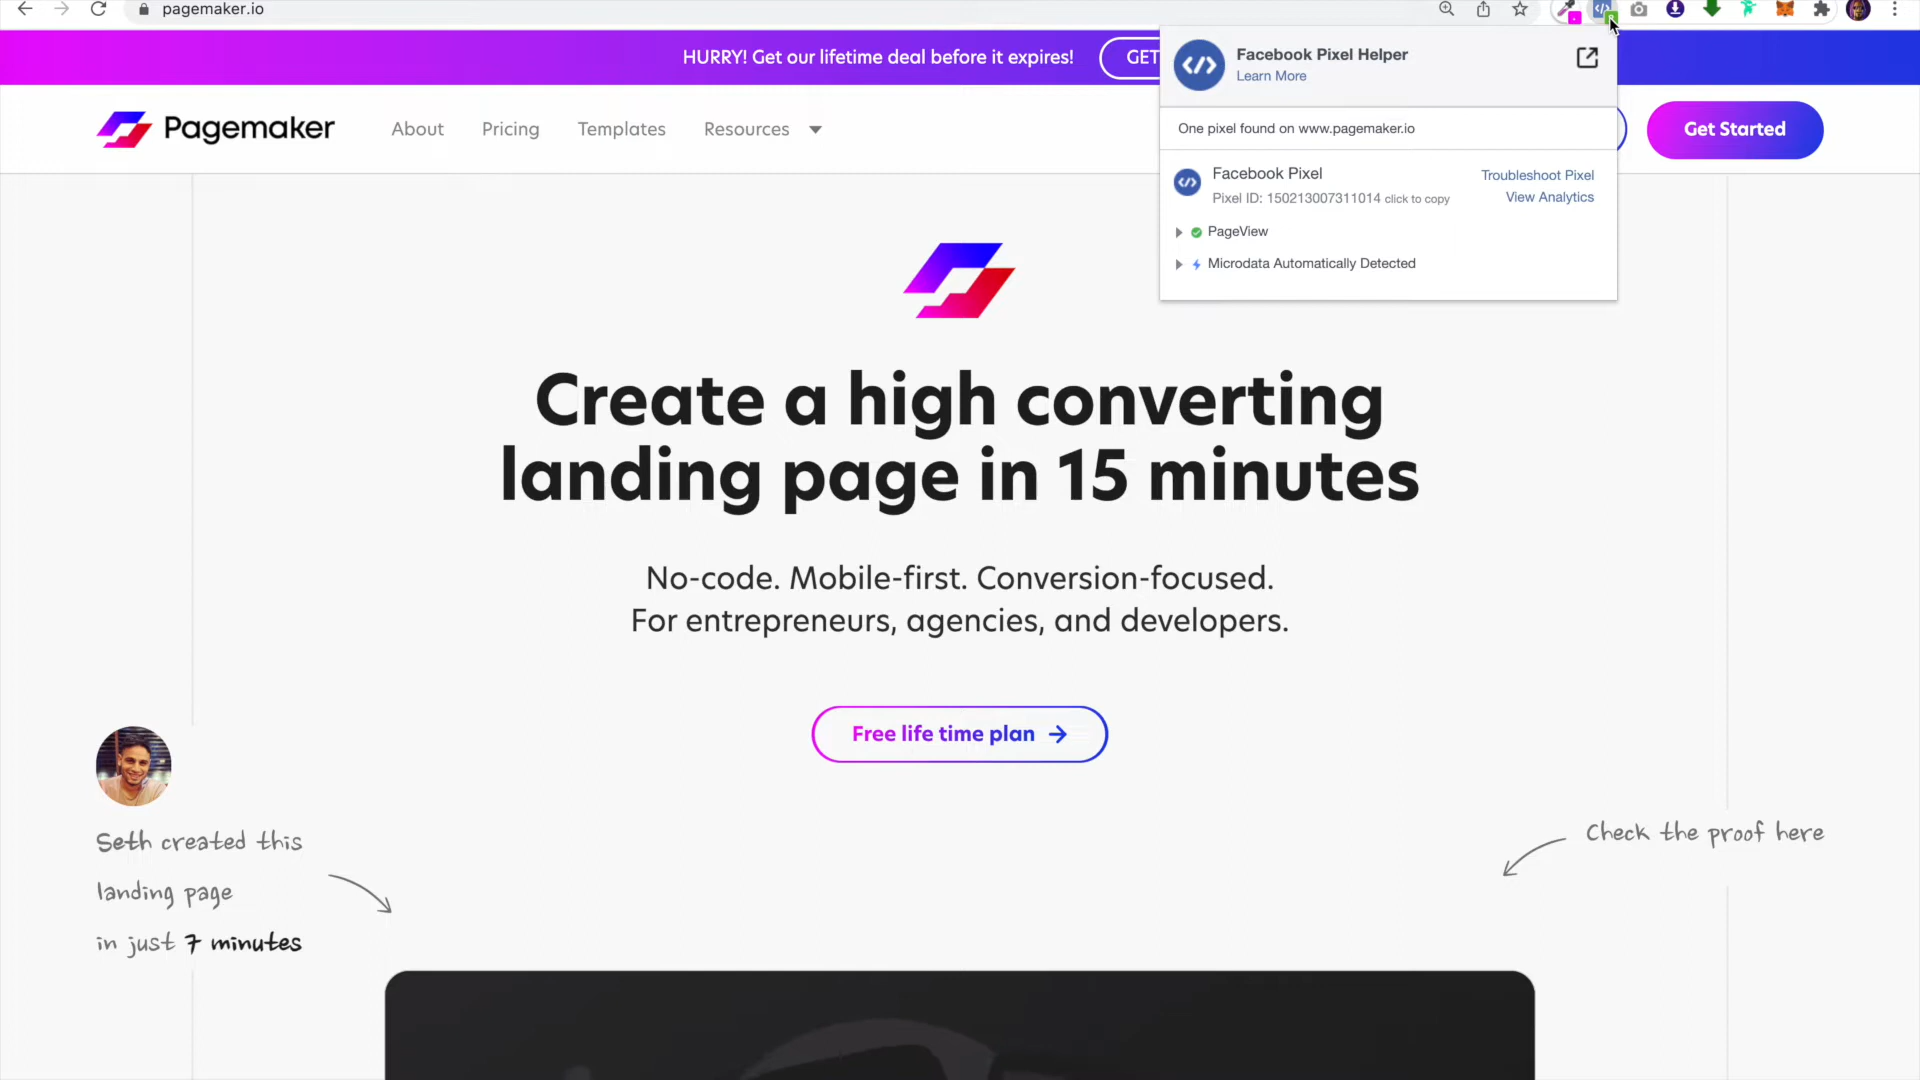 pagemaker.io
HURRY! Get our lifetime deal before it expires!
GET
Facebook Pixel Helper
Learn More
Pagemaker
About
Pricing
Templates
Resources
Get Started
One pixel found on www.pagemaker.io
Facebook Pixel
Troubleshoot Pixel
Pixel ID: 150213007311014 click to copy
View Analytics
PageView
Microdata Automatically Detected
Create a high converting
landing page in 15 minutes
No-code. Mobile-first. Conversion-focused.
For entrepreneurs, agencies, and developers.
Free life time plan
Seth created this
landing page
in just 7 minutes
Check the proof here